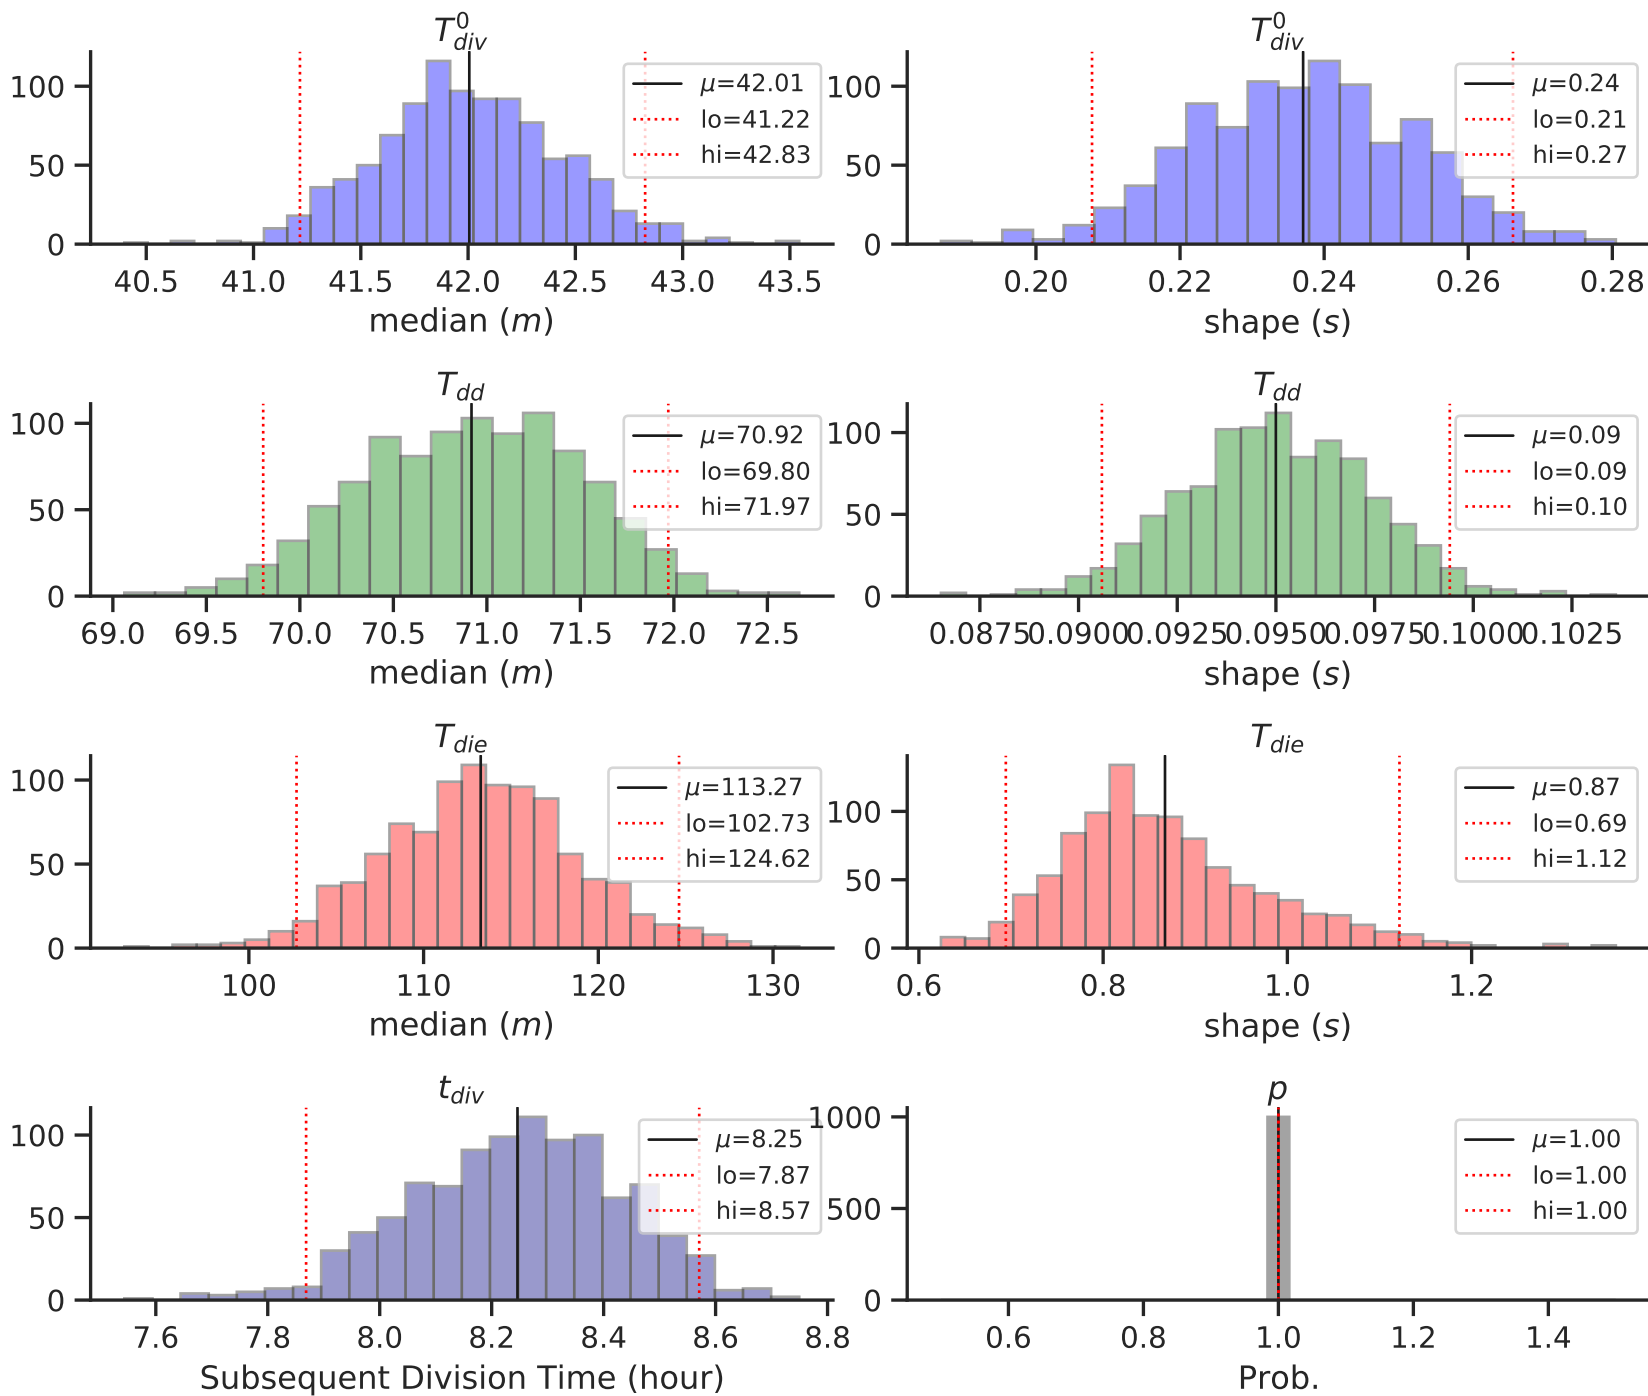 T⁰div
100
50
0
μ=42.01
lo=41.22
hi=42.83
40.5 41.0 41.5 42.0 42.5 43.0 43.5
median (m)
T⁰div
100
50
0
μ=0.24
lo=0.21
hi=0.27
0.20 0.22 0.24 0.26 0.28
shape (s)
Tdd
100
50
0
μ=70.92
lo=69.80
hi=71.97
69.0 69.5 70.0 70.5 71.0 71.5 72.0 72.5
median (m)
Tdd
100
50
0
μ=0.09
lo=0.09
hi=0.10
0.0875 0.0900 0.0925 0.0950 0.0975 0.1000 0.1025
shape (s)
Tdie
100
50
0
μ=113.27
lo=102.73
hi=124.62
100 110 120 130
median (m)
Tdie
100
50
0
μ=0.87
lo=0.69
hi=1.12
0.6 0.8 1.0 1.2
shape (s)
tdiv
100
50
0
μ=8.25
lo=7.87
hi=8.57
7.6 7.8 8.0 8.2 8.4 8.6 8.8
Subsequent Division Time (hour)
p
1000
500
0
μ=1.00
lo=1.00
hi=1.00
0.6 0.8 1.0 1.2 1.4
Prob.